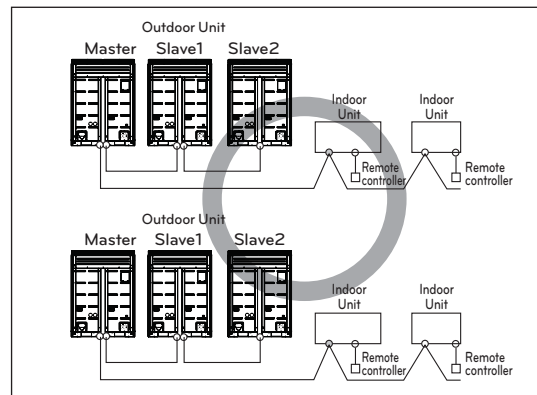 Outdoor Unit
Master Slave1 Slave2
Indoor
Unit
Indoor
Unit
Remote
controller
Remote
controller
Outdoor Unit
Master Slave1 Slave2
Indoor
Unit
Indoor
Unit
Remote
controller
Remote
controller